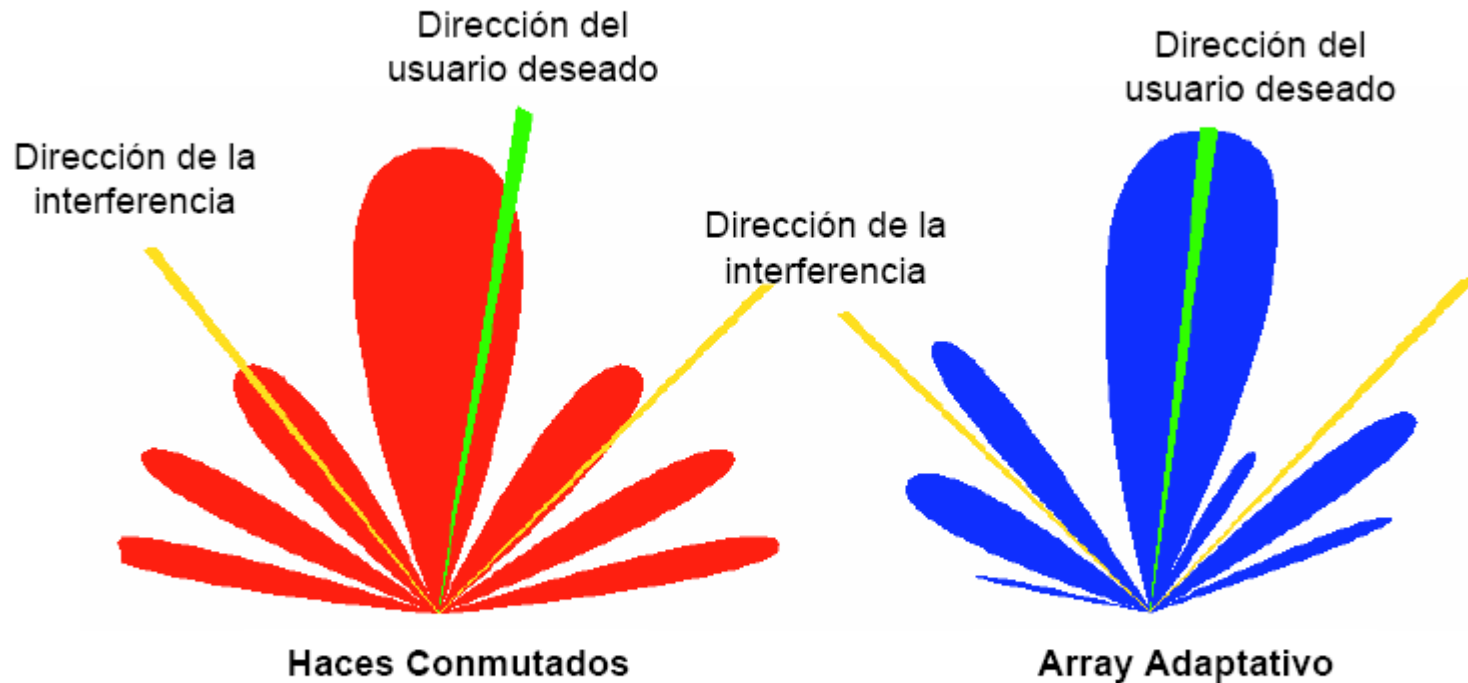 Dirección del
usuario deseado
Dirección del
usuario deseado
Dirección de la
interferencia
Dirección de la
interferencia
Haces Conmutados
Array Adaptativo